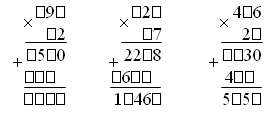 □9□ □2□ 4□6
× □2 × □7 × 2□
+ □5□0 + 22□8 + □□30
□□□ □6□□ 4□□
□□□□ 1□46□ 5□5□